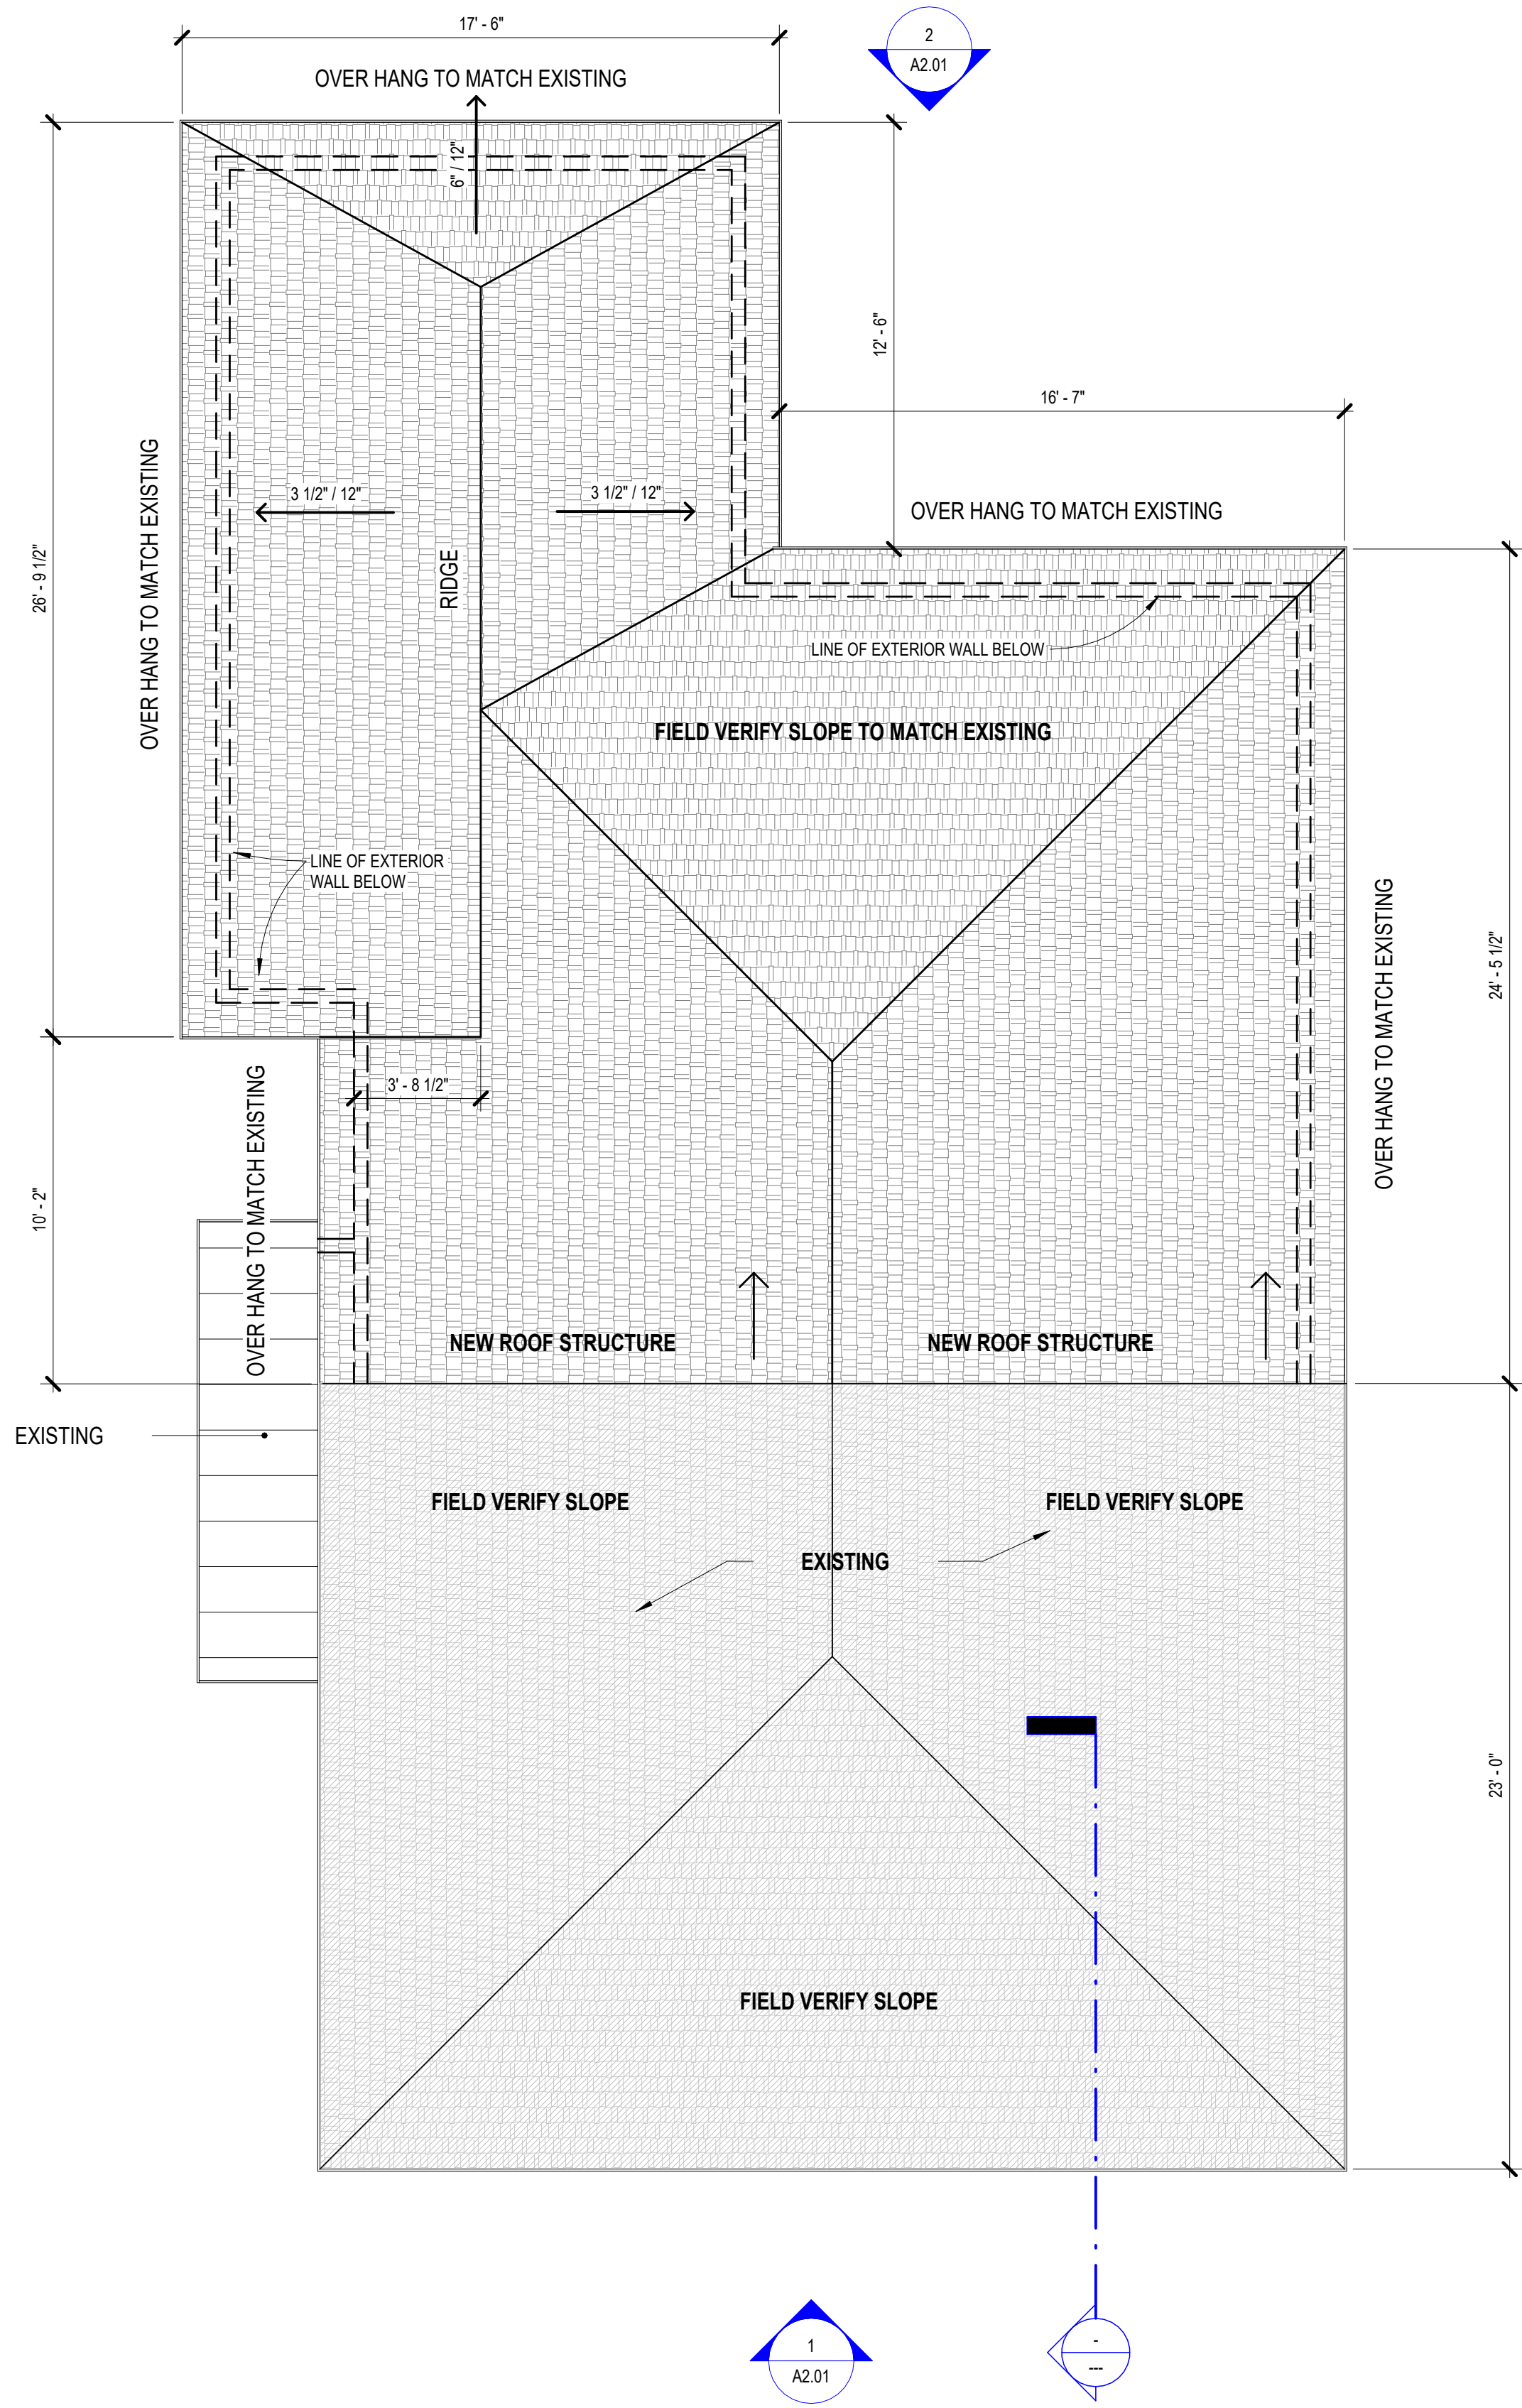 17' - 6"
2
A2.01
OVER HANG TO MATCH EXISTING
6" / 12"
12' - 6"
16' - 7"
OVER HANG TO MATCH EXISTING
3 1/2" / 12"
3 1/2" / 12"
OVER HANG TO MATCH EXISTING
26' - 9 1/2"
RIDGE
LINE OF EXTERIOR WALL BELOW
FIELD VERIFY SLOPE TO MATCH EXISTING
LINE OF EXTERIOR
WALL BELOW
24' - 5 1/2"
OVER HANG TO MATCH EXISTING
3' - 8 1/2"
OVER HANG TO MATCH EXISTING
10' - 2"
NEW ROOF STRUCTURE
NEW ROOF STRUCTURE
EXISTING
FIELD VERIFY SLOPE
FIELD VERIFY SLOPE
EXISTING
23' - 0"
FIELD VERIFY SLOPE
1
A2.01
-
---